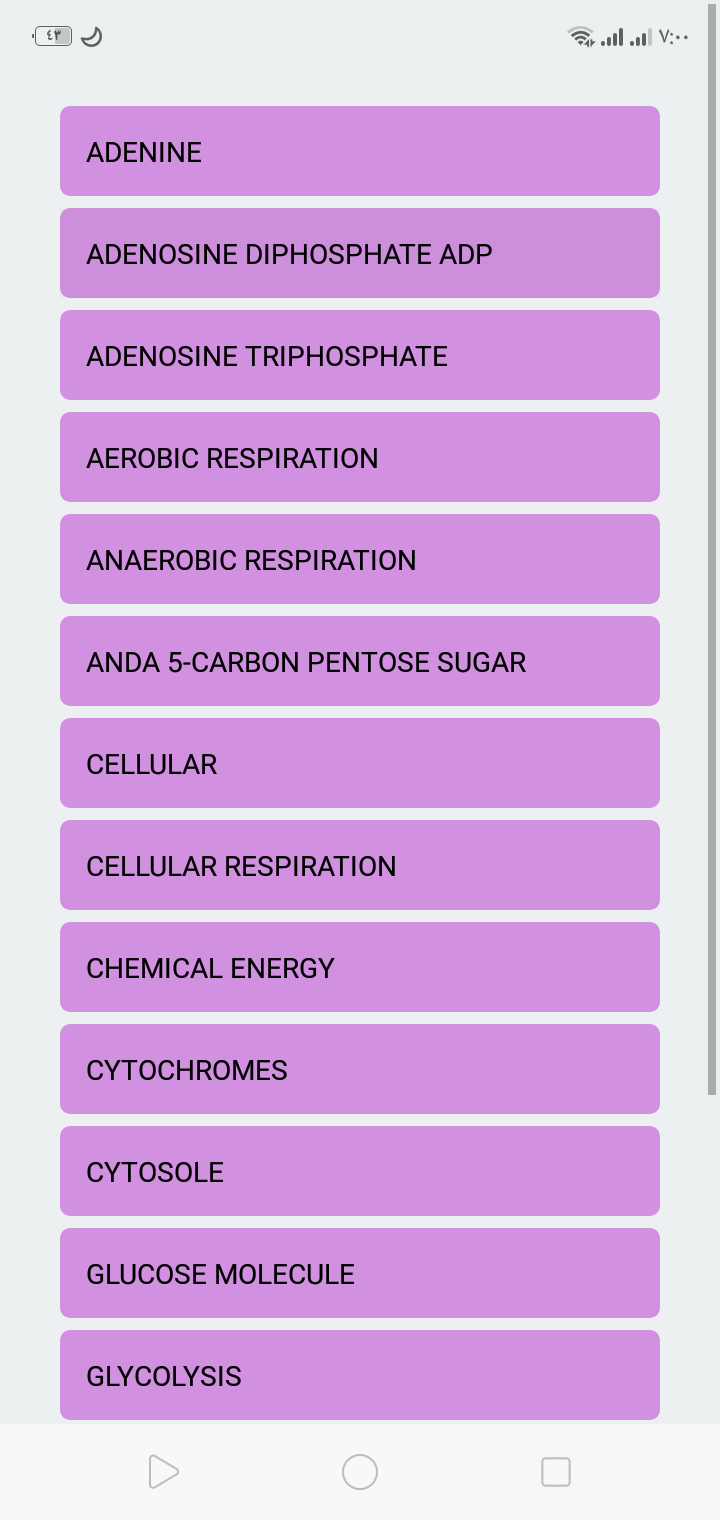 ٤٣
٧:٠٠
ADENINE
ADENOSINE DIPHOSPHATE ADP
ADENOSINE TRIPHOSPHATE
AEROBIC RESPIRATION
ANAEROBIC RESPIRATION
ANDA 5-CARBON PENTOSE SUGAR
CELLULAR
CELLULAR RESPIRATION
CHEMICAL ENERGY
CYTOCHROMES
CYTOSOLE
GLUCOSE MOLECULE
GLYCOLYSIS